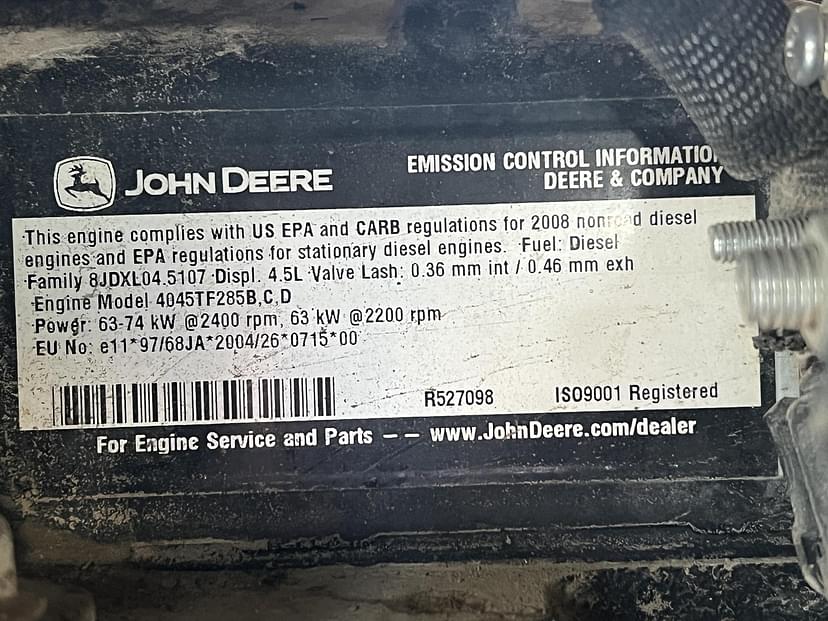 JOHN DEERE
EMISSION CONTROL INFORMATION
DEERE & COMPANY
This engine complies with US EPA and CARB regulations for 2008 nonroad diesel
engines and EPA regulations for stationary diesel engines. Fuel: Diesel
Family 8JDXL04.5107 Displ. 4.5L Valve Lash: 0.36 mm int / 0.46 mm exh
Engine Model 4045TF285B,C,D
Power: 63-74 kW @2400 rpm, 63 kW @2200 rpm
EU No: e11*97/68JA*2004/26*0715*00
R527098 ISO9001 Registered
For Engine Service and Parts -- www.JohnDeere.com/dealer